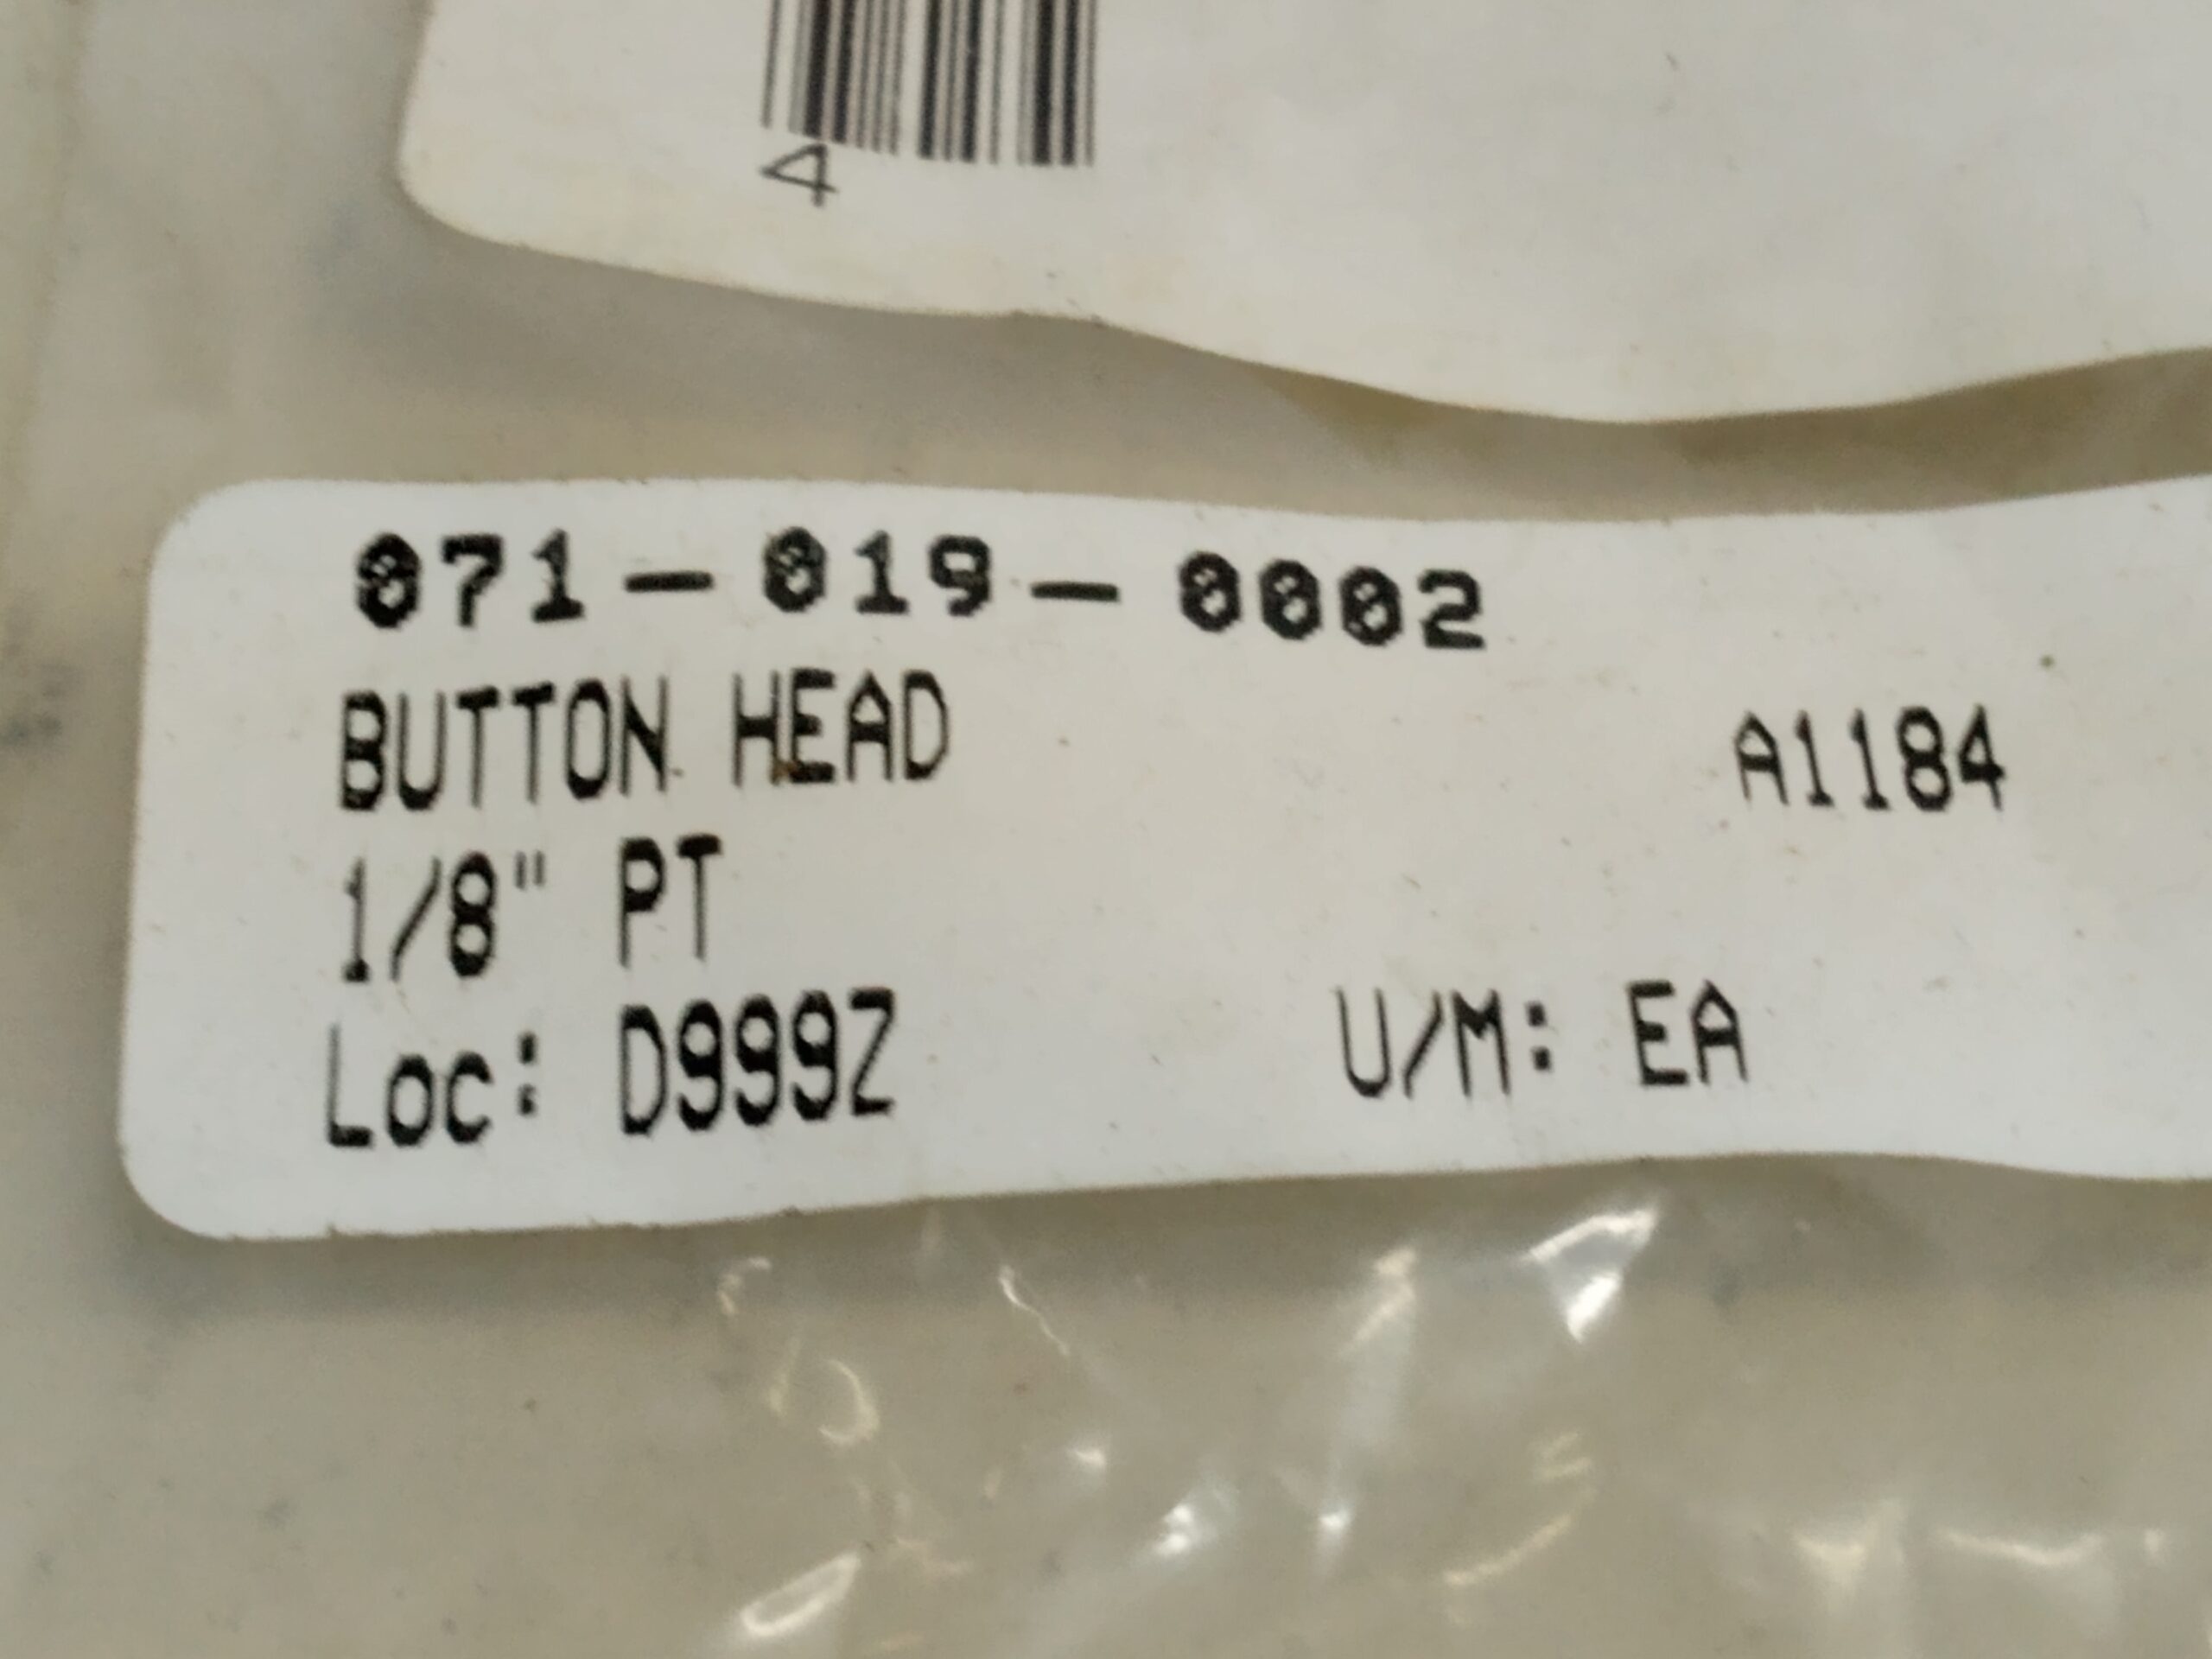 4
071-019-0002
BUTTON HEAD
A1184
1/8" PT
Loc: D999Z U/M: EA